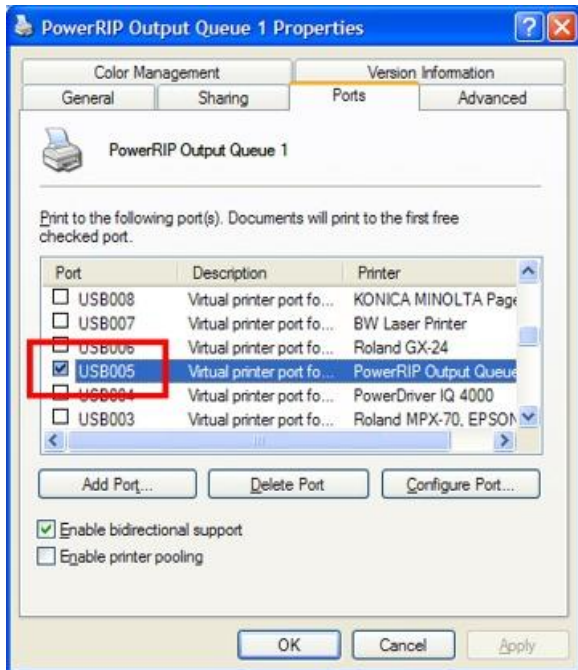 PowerRIP Output Queue 1 Properties
Color Management Version Information
General Sharing Ports Advanced
PowerRIP Output Queue 1
Print to the following port(s). Documents will print to the first free
checked port.
Port Description Printer
USB008 Virtual printer port fo... KONICA MINOLTA Page
USB007 Virtual printer port fo... BW Laser Printer
USB006 Virtual printer port fo... Roland GX-24
USB005 Virtual printer port fo... PowerRIP Output Queue
USB004 Virtual printer port fo... PowerDriver IQ 4000
USB003 Virtual printer port fo... Roland MPX-70, EPSON
Add Port... Delete Port Configure Port...
Enable bidirectional support
Enable printer pooling
OK Cancel Apply